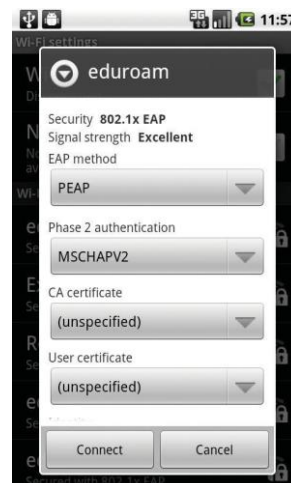 3G 11:57
Wi-Fi settings
eduroam
Security 802.1x EAP
Signal strength Excellent
EAP method
PEAP
Phase 2 authentication
MSCHAPV2
CA certificate
(unspecified)
User certificate
(unspecified)
Connect Cancel
Secured with 802.1x EAP